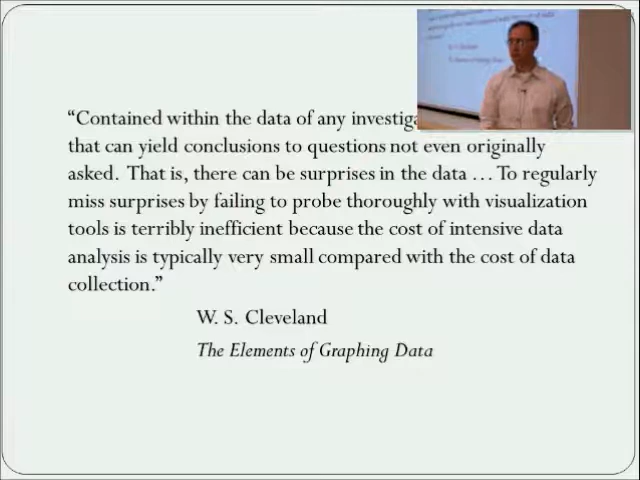 “Contained within the data of any investiga
that can yield conclusions to questions not even originally
asked. That is, there can be surprises in the data … To regularly
miss surprises by failing to probe thoroughly with visualization
tools is terribly inefficient because the cost of intensive data
analysis is typically very small compared with the cost of data
collection.”
W. S. Cleveland
The Elements of Graphing Data